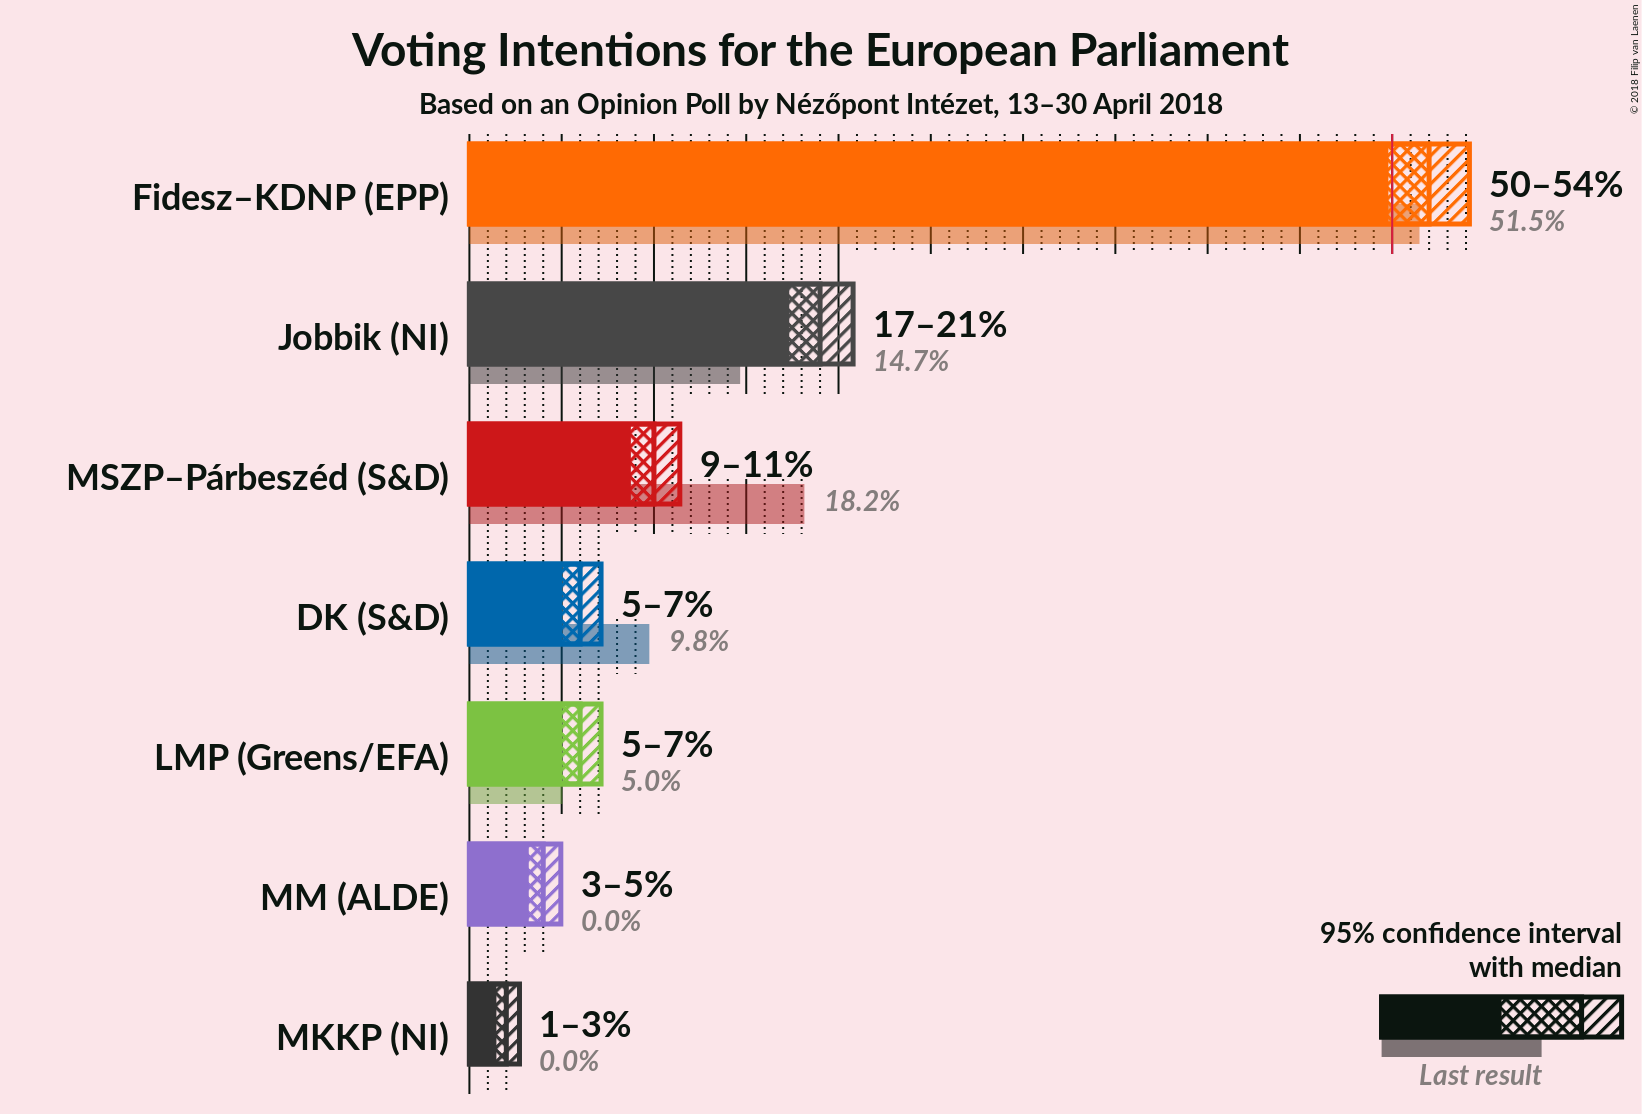 Voting Intentions for the European Parliament
Based on an Opinion Poll by Nézőpont Intézet, 13–30 April 2018
© 2018 Filip van Laenen
Fidesz–KDNP (EPP)
50–54%
51.5%
Jobbik (NI)
17–21%
14.7%
MSZP–Párbeszéd (S&D)
9–11%
18.2%
DK (S&D)
5–7%
9.8%
LMP (Greens/EFA)
5–7%
5.0%
MM (ALDE)
3–5%
0.0%
MKKP (NI)
1–3%
0.0%
95% confidence interval
with median
Last result